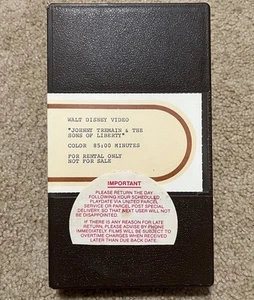 WALT DISNEY VIDEO
"JOHNNY TREMAIN & THE
SONS OF LIBERTY"
COLOR 85:00 MINUTES
FOR RENTAL ONLY
NOT FOR SALE
IMPORTANT
PLEASE RETURN THE DAY
FOLLOWING YOUR SCHEDULED
PLAYDATE VIA UNITED PARCEL
SERVICE OR PARCEL POST SPECIAL
DELIVERY, SO THAT NEXT USER WILL NOT
BE DISAPPOINTED.
IF THERE IS ANY REASON FOR LATE
RETURN, PLEASE ADVISE BY PHONE
IMMEDIATELY. FILMS WILL BE SUBJECT TO
OVERTIME CHARGES WHEN RECEIVED
LATER THAN DUE BACK DATE.